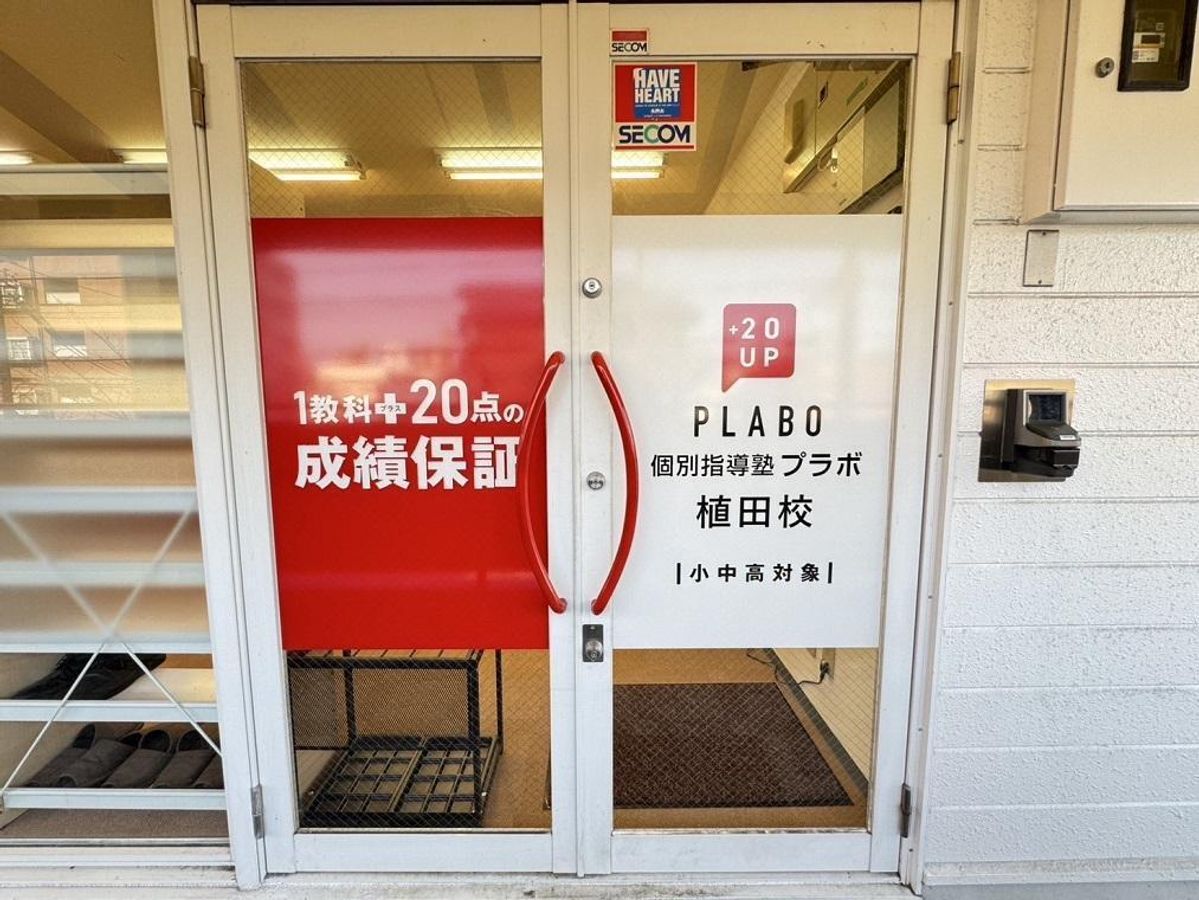 SECOM
HAVE
HEART
SECOM
1教科プラス20点の
成績保証
+20
UP
PLABO
個別指導塾 プラボ
植田校
小中高対象